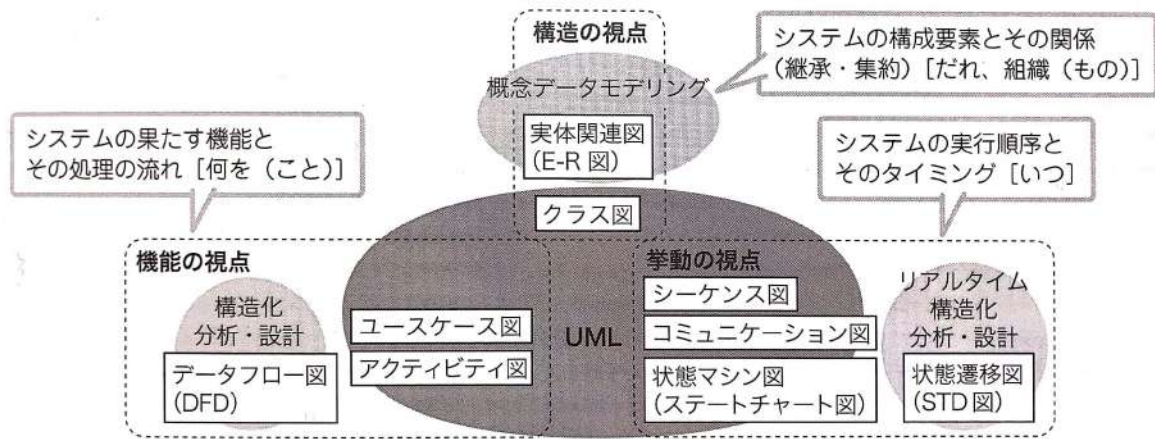 構造の視点
システムの構成要素とその関係
(継承・集約)[だれ、組織(もの)]
概念データモデリング
実体関連図
(E-R 図)
システムの果たす機能と
その処理の流れ[何を(こと)]
システムの実行順序と
そのタイミング[いつ]
クラス図
機能の視点
構造化
分析・設計
データフロー図
(DFD)
ユースケース図
アクティビティ図
UML
挙動の視点
シーケンス図
コミュニケーション図
状態マシン図
(ステートチャート図)
リアルタイム
構造化
分析・設計
状態遷移図
(STD 図)